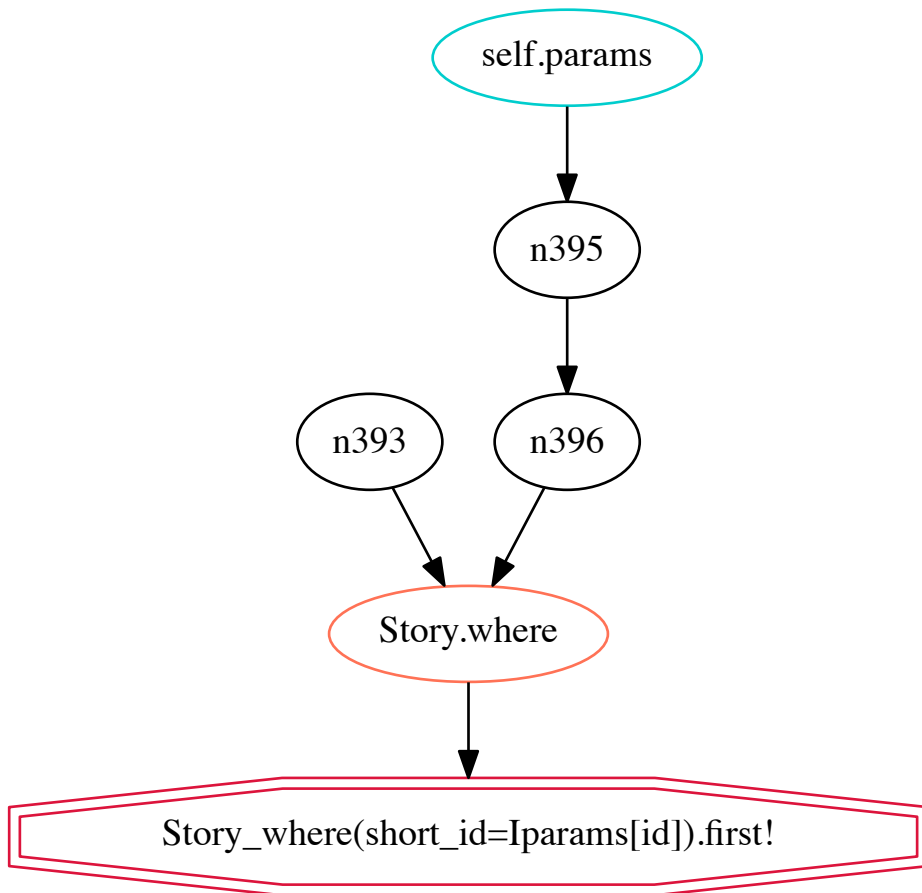 self.params
n395
n393
n396
Story.where
Story_where(short_id=Iparams[id]).first!